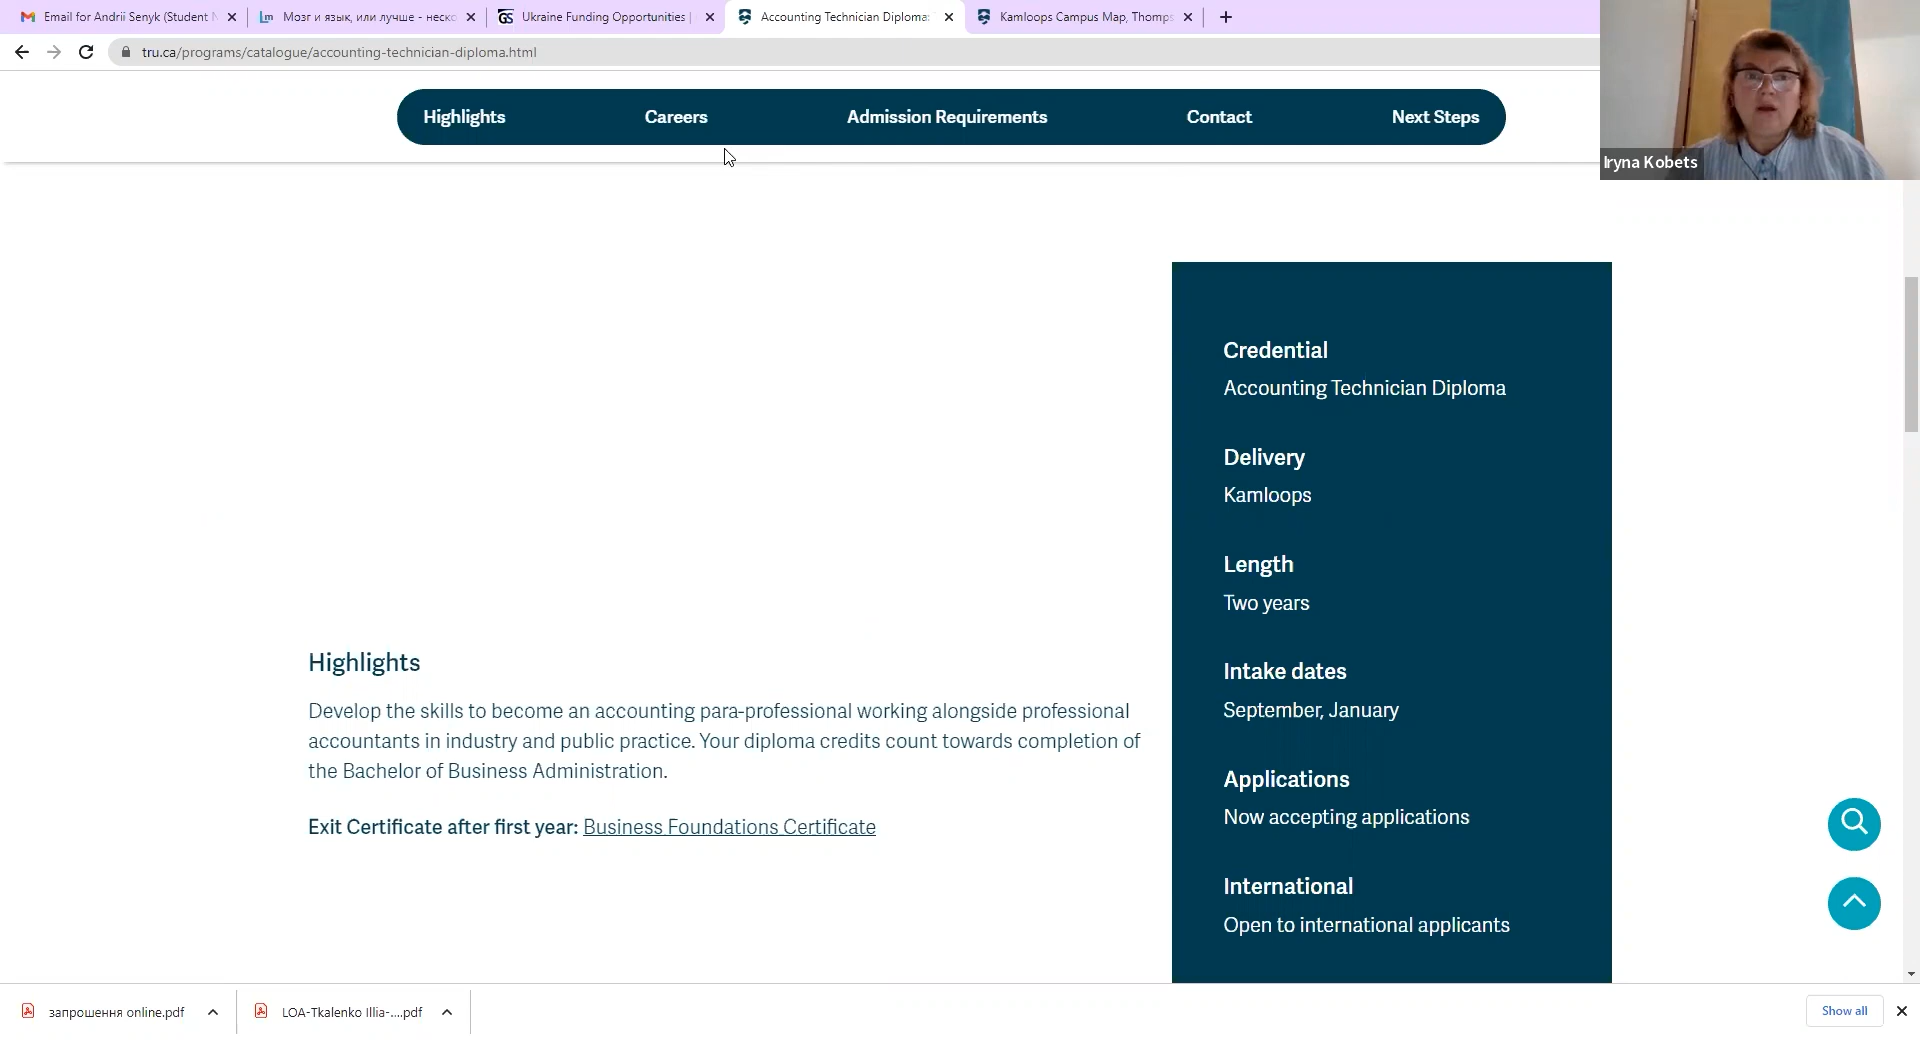 Email for Andrii Senyk (Student N
Мозг и язык, или лучше - неско
Ukraine Funding Opportunities |
Accounting Technician Diploma:
Kamloops Campus Map, Thomps
tru.ca/programs/catalogue/accounting-technician-diploma.html
Highlights
Careers
Admission Requirements
Contact
Next Steps
Iryna Kobets
Credential
Accounting Technician Diploma
Delivery
Kamloops
Length
Two years
Intake dates
September, January
Applications
Now accepting applications
International
Open to international applicants
Highlights
Develop the skills to become an accounting para-professional working alongside professional
accountants in industry and public practice. Your diploma credits count towards completion of
the Bachelor of Business Administration.
Exit Certificate after first year: Business Foundations Certificate
запрошення online.pdf
LOA-Tkalenko Illia-....pdf
Show all